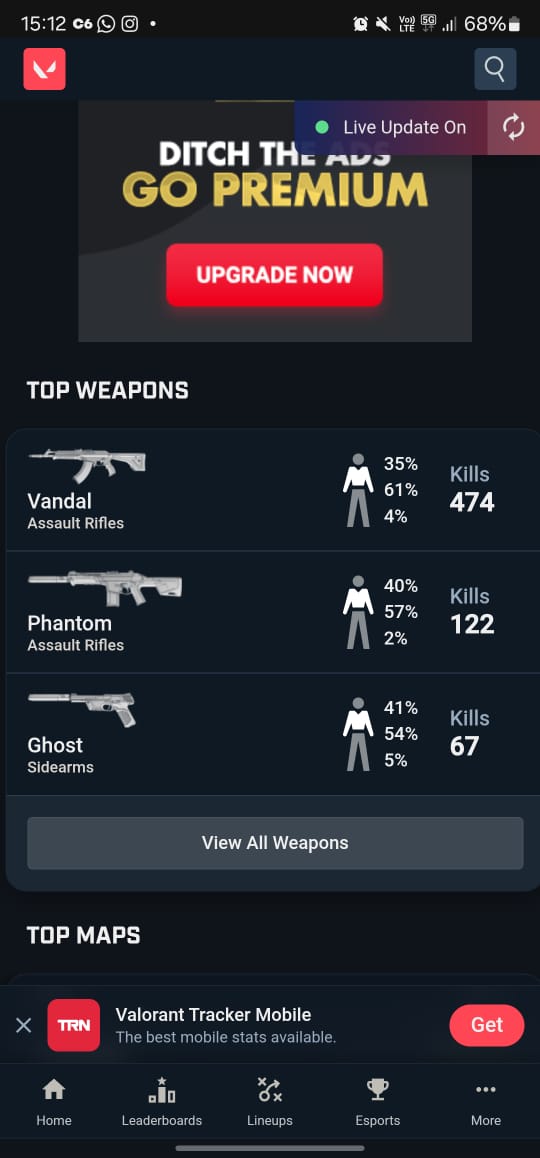 15:12
Vo))
LTE
5G
68%
Live Update On
DITCH THE ADS
GO PREMIUM
UPGRADE NOW
TOP WEAPONS
Vandal
Assault Rifles
35%
61%
4%
Kills
474
Phantom
Assault Rifles
40%
57%
2%
Kills
122
Ghost
Sidearms
41%
54%
5%
Kills
67
View All Weapons
TOP MAPS
TRN
Valorant Tracker Mobile
The best mobile stats available.
Get
Home
Leaderboards
Lineups
Esports
More